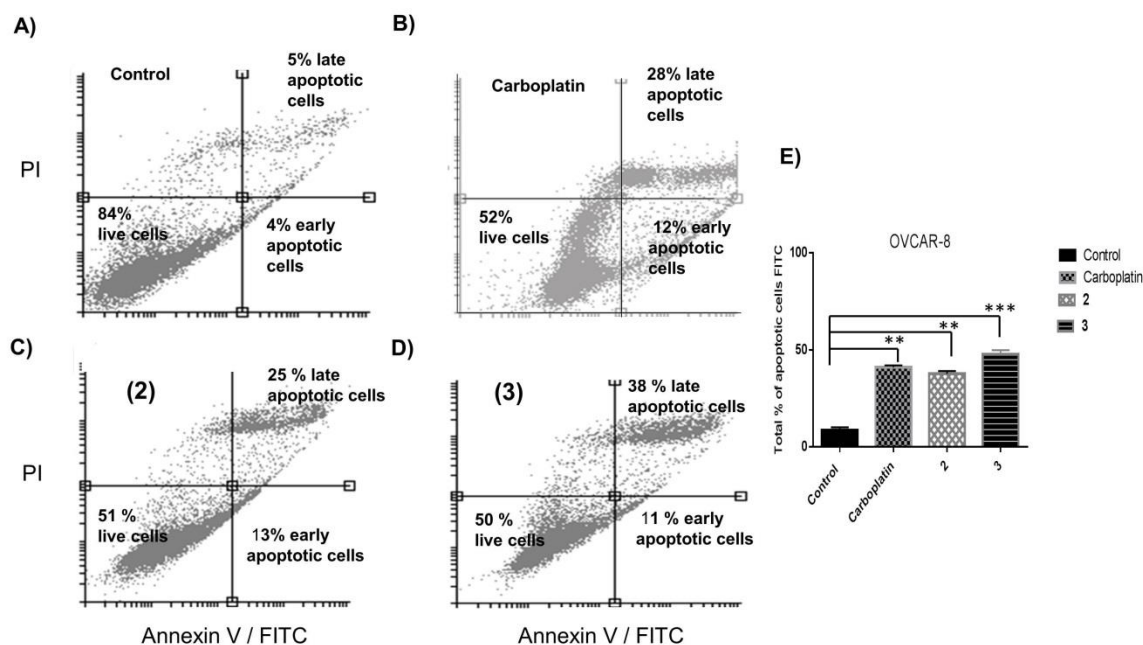 A)
Control
5% late
apoptotic
cells
PI
84%
live cells
4% early
apoptotic
cells
B)
Carboplatin
28% late
apoptotic
cells
52%
live cells
12% early
apoptotic
cells
C)
(2)
25 % late
apoptotic cells
PI
51 %
live cells
13% early
apoptotic cells
Annexin V / FITC
D)
(3)
38 % late
apoptotic cells
50 %
live cells
11 % early
apoptotic cells
Annexin V / FITC
E)
OVCAR-8
Total % of apoptotic cells FITC
100
50
0
**
**
***
Control
Carboplatin
2
3
Control
Carboplatin
2
3